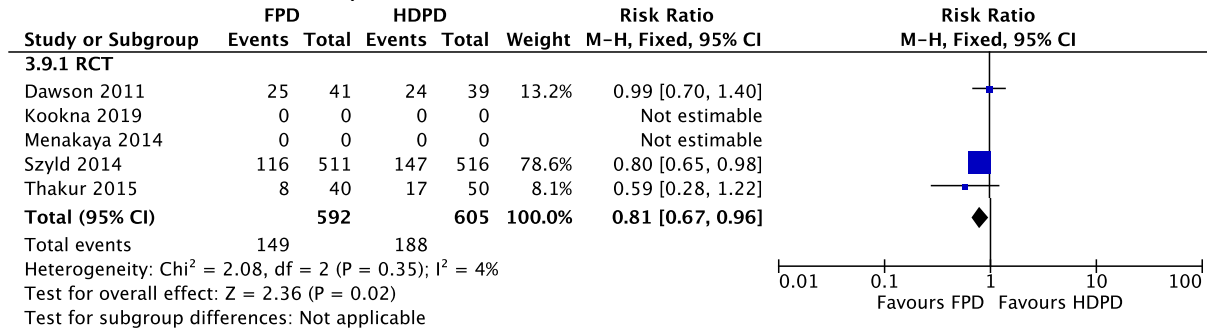 FPD HDPD Risk Ratio Risk Ratio
Study or Subgroup Events Total Events Total Weight M-H, Fixed, 95% CI M-H, Fixed, 95% CI
3.9.1 RCT
Dawson 2011 25 41 24 39 13.2% 0.99 [0.70, 1.40]
Kookna 2019 0 0 0 0 Not estimable
Menakaya 2014 0 0 0 0 Not estimable
Szyld 2014 116 511 147 516 78.6% 0.80 [0.65, 0.98]
Thakur 2015 8 40 17 50 8.1% 0.59 [0.28, 1.22]
Total (95% CI) 592 605 100.0% 0.81 [0.67, 0.96]
Total events 149 188
Heterogeneity: Chi² = 2.08, df = 2 (P = 0.35); I² = 4%
Test for overall effect: Z = 2.36 (P = 0.02)
Test for subgroup differences: Not applicable
0.01 0.1 1 10 100
Favours FPD Favours HDPD